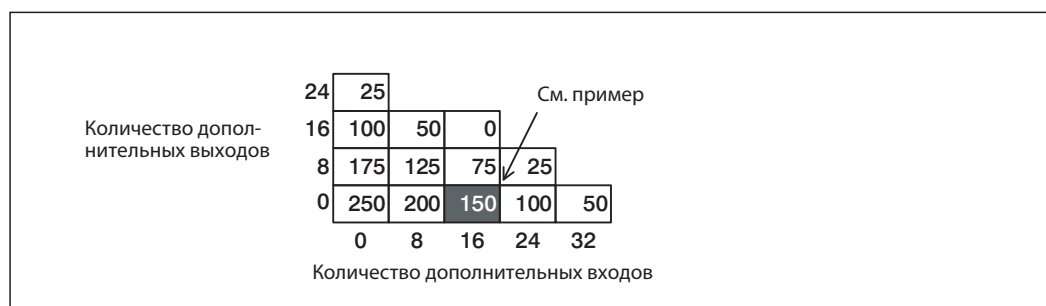 24 25
См. пример
Количество допол-
нительных выходов
16 100 50 0
8 175 125 75 25
0 250 200 150 100 50
0 8 16 24 32
Количество дополнительных входов